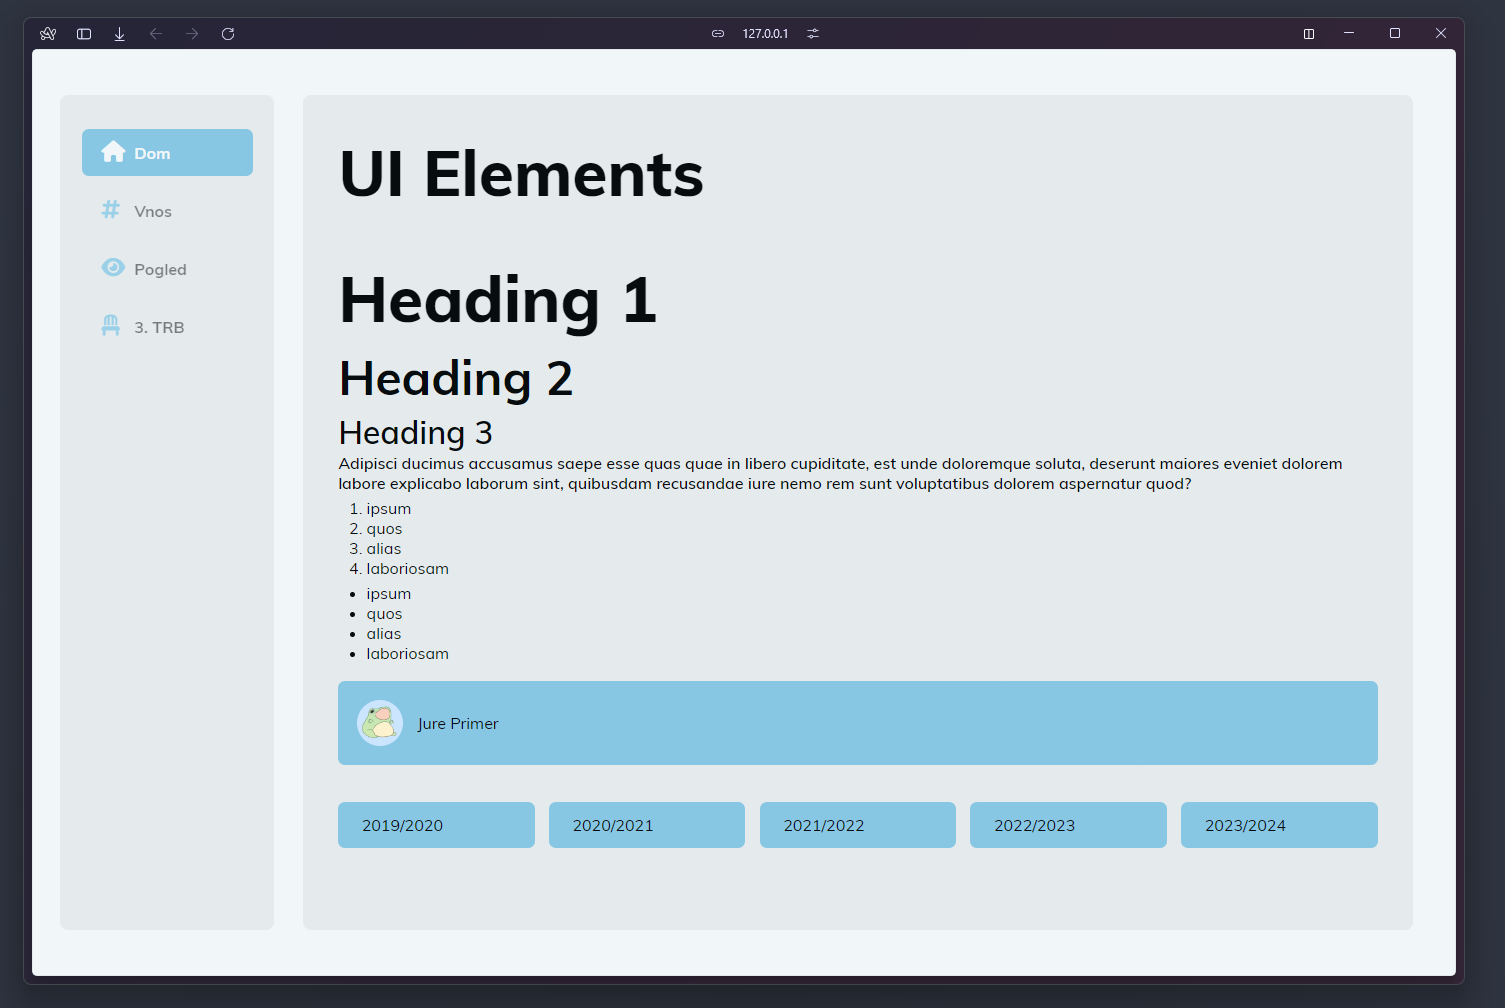 127.0.0.1
Dom
Vnos
Pogled
3. TRB
UI Elements
Heading 1
Heading 2
Heading 3
Adipisci ducimus accusamus saepe esse quas quae in libero cupiditate, est unde doloremque soluta, deserunt maiores eveniet dolorem
labore explicabo laborum sint, quibusdam recusandae iure nemo rem sunt voluptatibus dolorem aspernatur quod?
1. ipsum
2. quos
3. alias
4. laboriosam
• ipsum
• quos
• alias
• laboriosam
Jure Primer
2019/2020 2020/2021 2021/2022 2022/2023 2023/2024